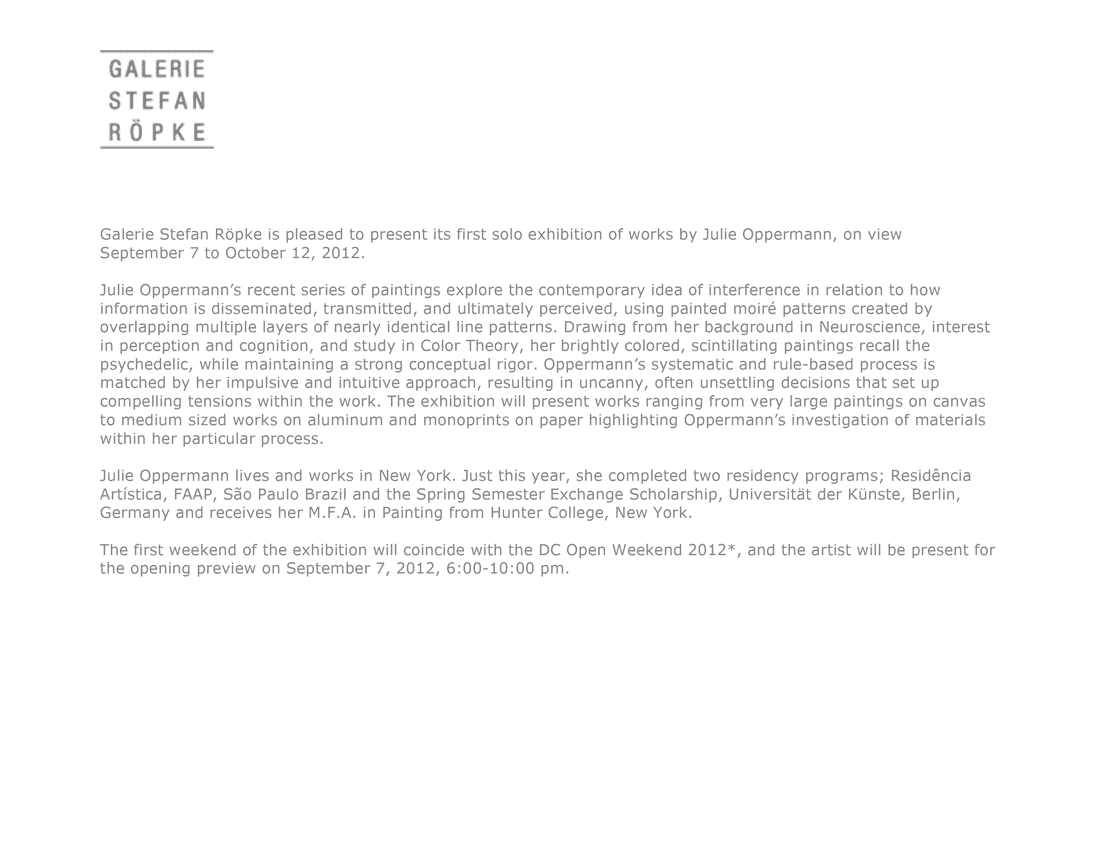 GALERIE
STEFAN
RÖPKE
Galerie Stefan Röpke is pleased to present its first solo exhibition of works by Julie Oppermann, on view
September 7 to October 12, 2012.
Julie Oppermann’s recent series of paintings explore the contemporary idea of interference in relation to how
information is disseminated, transmitted, and ultimately perceived, using painted moiré patterns created by
overlapping multiple layers of nearly identical line patterns. Drawing from her background in Neuroscience, interest
in perception and cognition, and study in Color Theory, her brightly colored, scintillating paintings recall the
psychedelic, while maintaining a strong conceptual rigor. Oppermann’s systematic and rule-based process is
matched by her impulsive and intuitive approach, resulting in uncanny, often unsettling decisions that set up
compelling tensions within the work. The exhibition will present works ranging from very large paintings on canvas
to medium sized works on aluminum and monoprints on paper highlighting Oppermann’s investigation of materials
within her particular process.
Julie Oppermann lives and works in New York. Just this year, she completed two residency programs; Residência
Artística, FAAP, São Paulo Brazil and the Spring Semester Exchange Scholarship, Universität der Künste, Berlin,
Germany and receives her M.F.A. in Painting from Hunter College, New York.
The first weekend of the exhibition will coincide with the DC Open Weekend 2012*, and the artist will be present for
the opening preview on September 7, 2012, 6:00-10:00 pm.